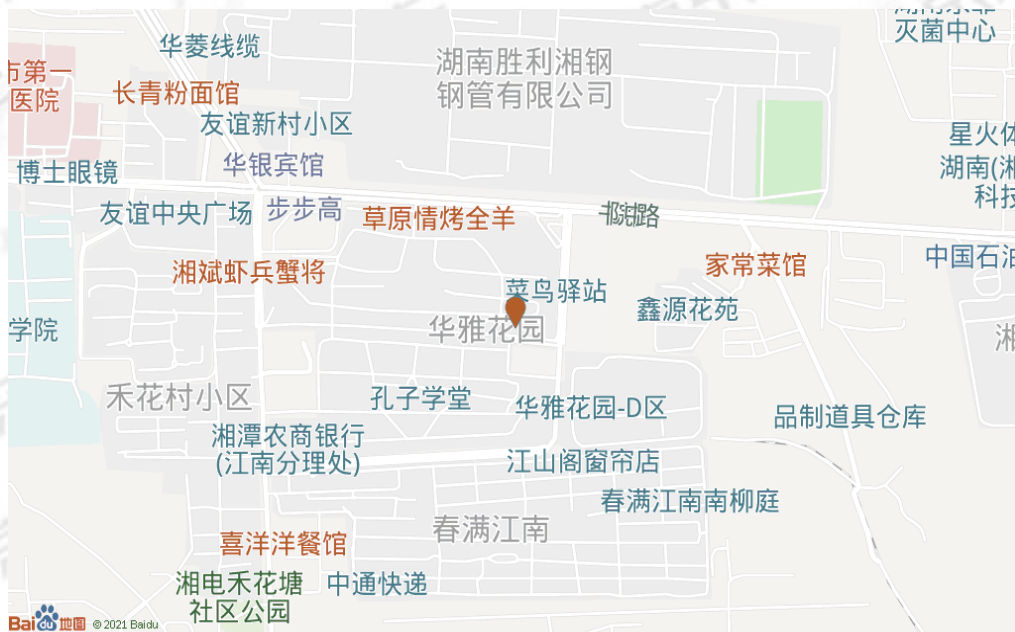 灭菌中心
华菱线缆
湖南胜利湘钢
钢管有限公司
市第一
医院
长青粉面馆
友谊新村小区
星火体
华银宾馆
湖南(湘
科技
博士眼镜
友谊中央广场
步步高
草原情烤全羊
中国石油
家常菜馆
湘斌虾兵蟹将
菜鸟驿站
鑫源花苑
学院
华雅花园
湘
禾花村小区
孔子学堂
华雅花园-D区
品制道具仓库
湘潭农商银行
(江南分理处)
江山阁窗帘店
春满江南南柳庭
春满江南
喜洋洋餐馆
湘电禾花塘
社区公园
中通快递
Bai du 地图
© 2021 Baidu